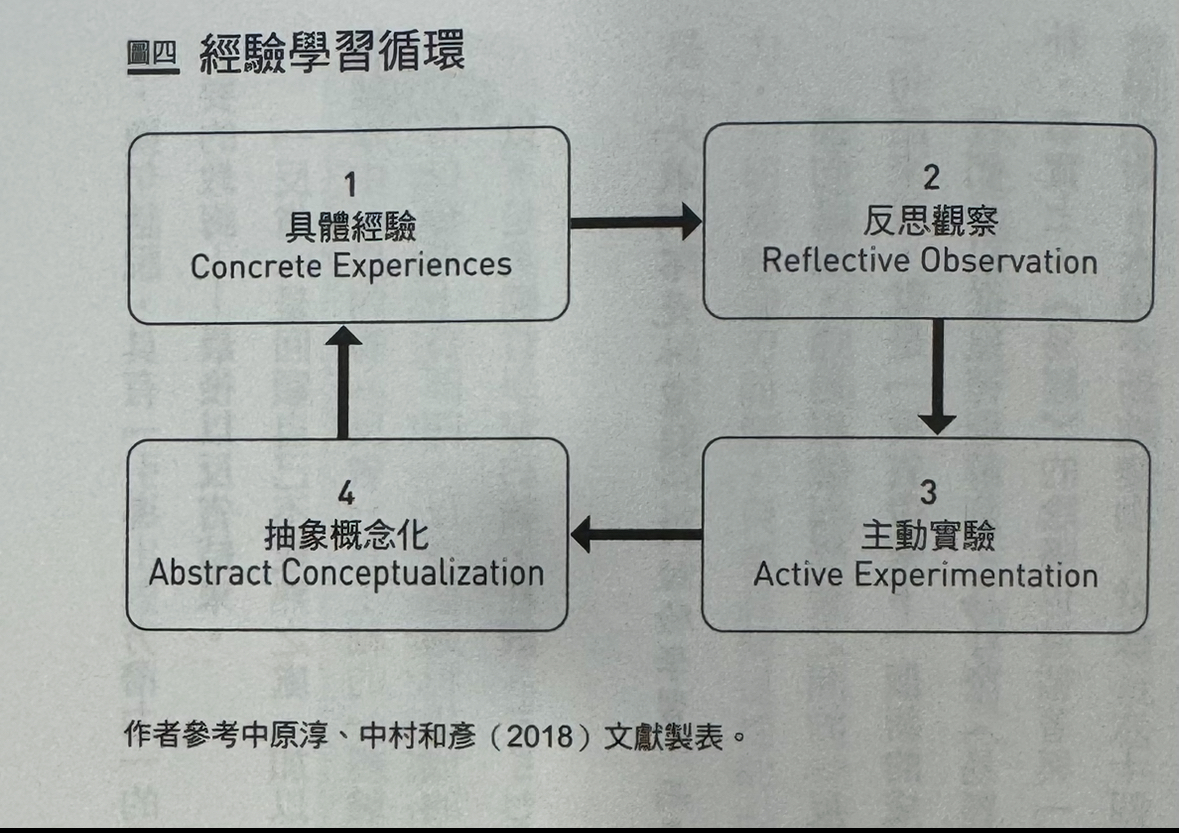 圖四 經驗學習循環
1
具體經驗
Concrete Experiences
2
反思觀察
Reflective Observation
3
主動實驗
Active Experimentation
4
抽象概念化
Abstract Conceptualization
作者參考中原淳、中村和彥（2018）文獻製表。